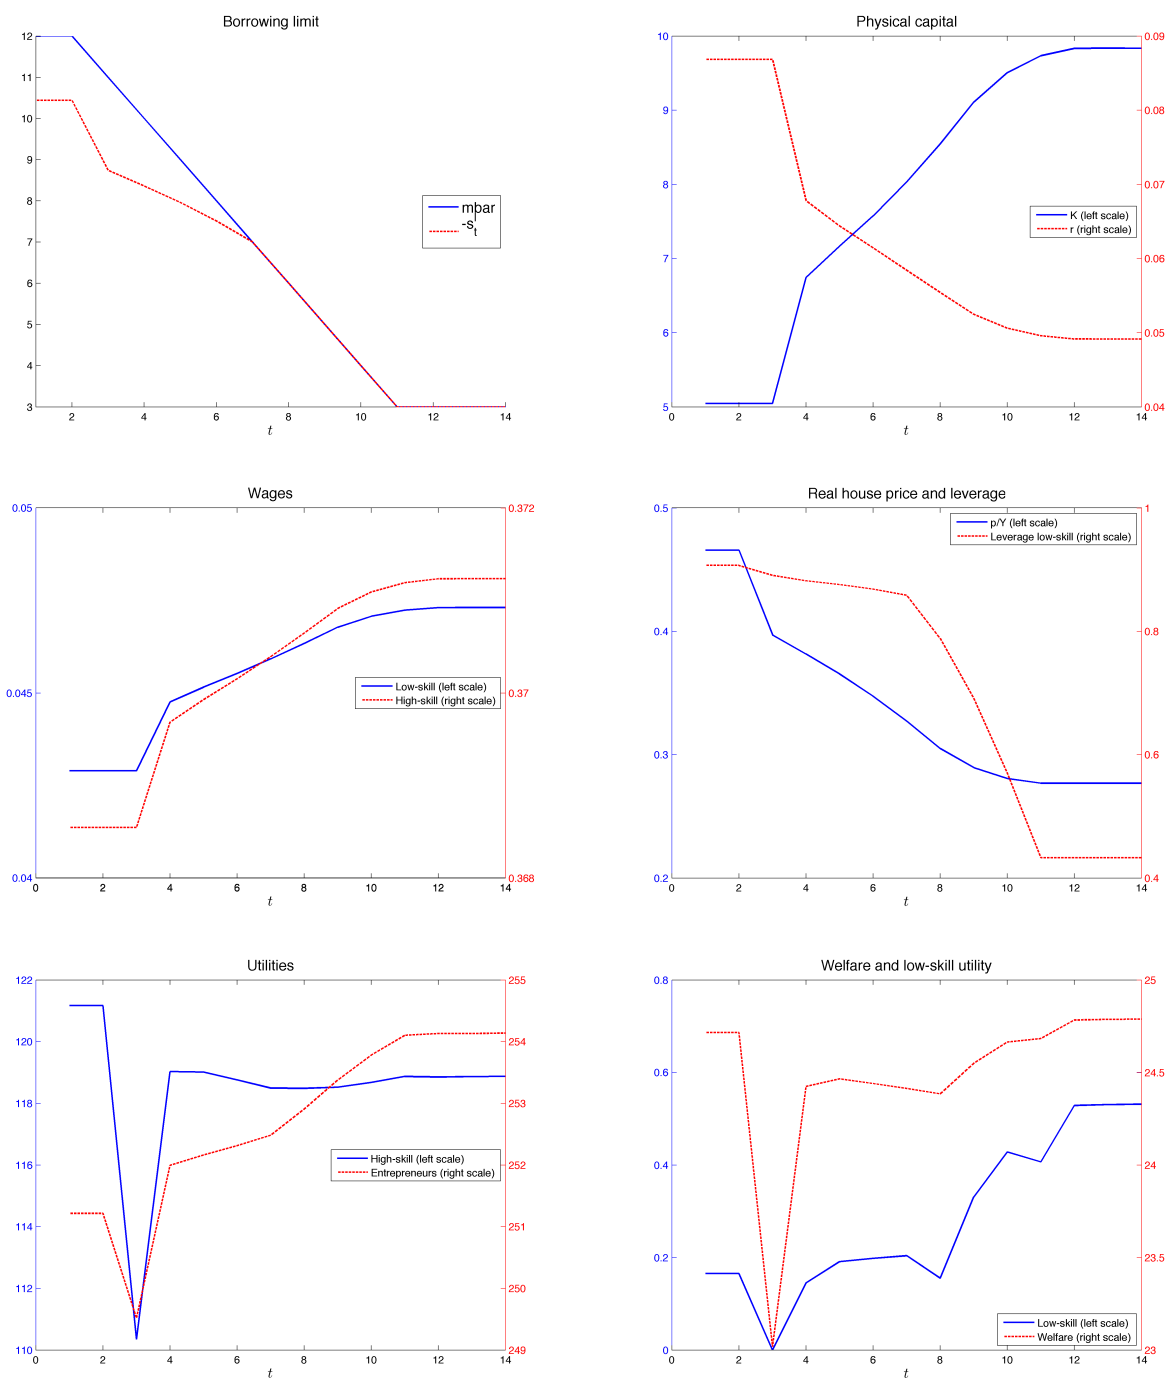 Borrowing limit
12
11
10
9
8
7
6
5
4
3
2 4 6 8 10 12 14
t
mbar
-s_t^l
Physical capital
10
9
8
7
6
5
0.09
0.08
0.07
0.06
0.05
0.04
0 2 4 6 8 10 12 14
t
K (left scale)
r (right scale)
Wages
0.05
0.045
0.04
0.372
0.37
0.368
0 2 4 6 8 10 12 14
t
Low-skill (left scale)
High-skill (right scale)
Real house price and leverage
0.5
0.4
0.3
0.2
1
0.8
0.6
0.4
0 2 4 6 8 10 12 14
t
p/Y (left scale)
Leverage low-skill (right scale)
Utilities
122
120
118
116
114
112
110
255
254
253
252
251
250
249
0 2 4 6 8 10 12 14
t
High-skill (left scale)
Entrepreneurs (right scale)
Welfare and low-skill utility
0.8
0.6
0.4
0.2
0
25
24.5
24
23.5
23
0 2 4 6 8 10 12 14
t
Low-skill (left scale)
Welfare (right scale)